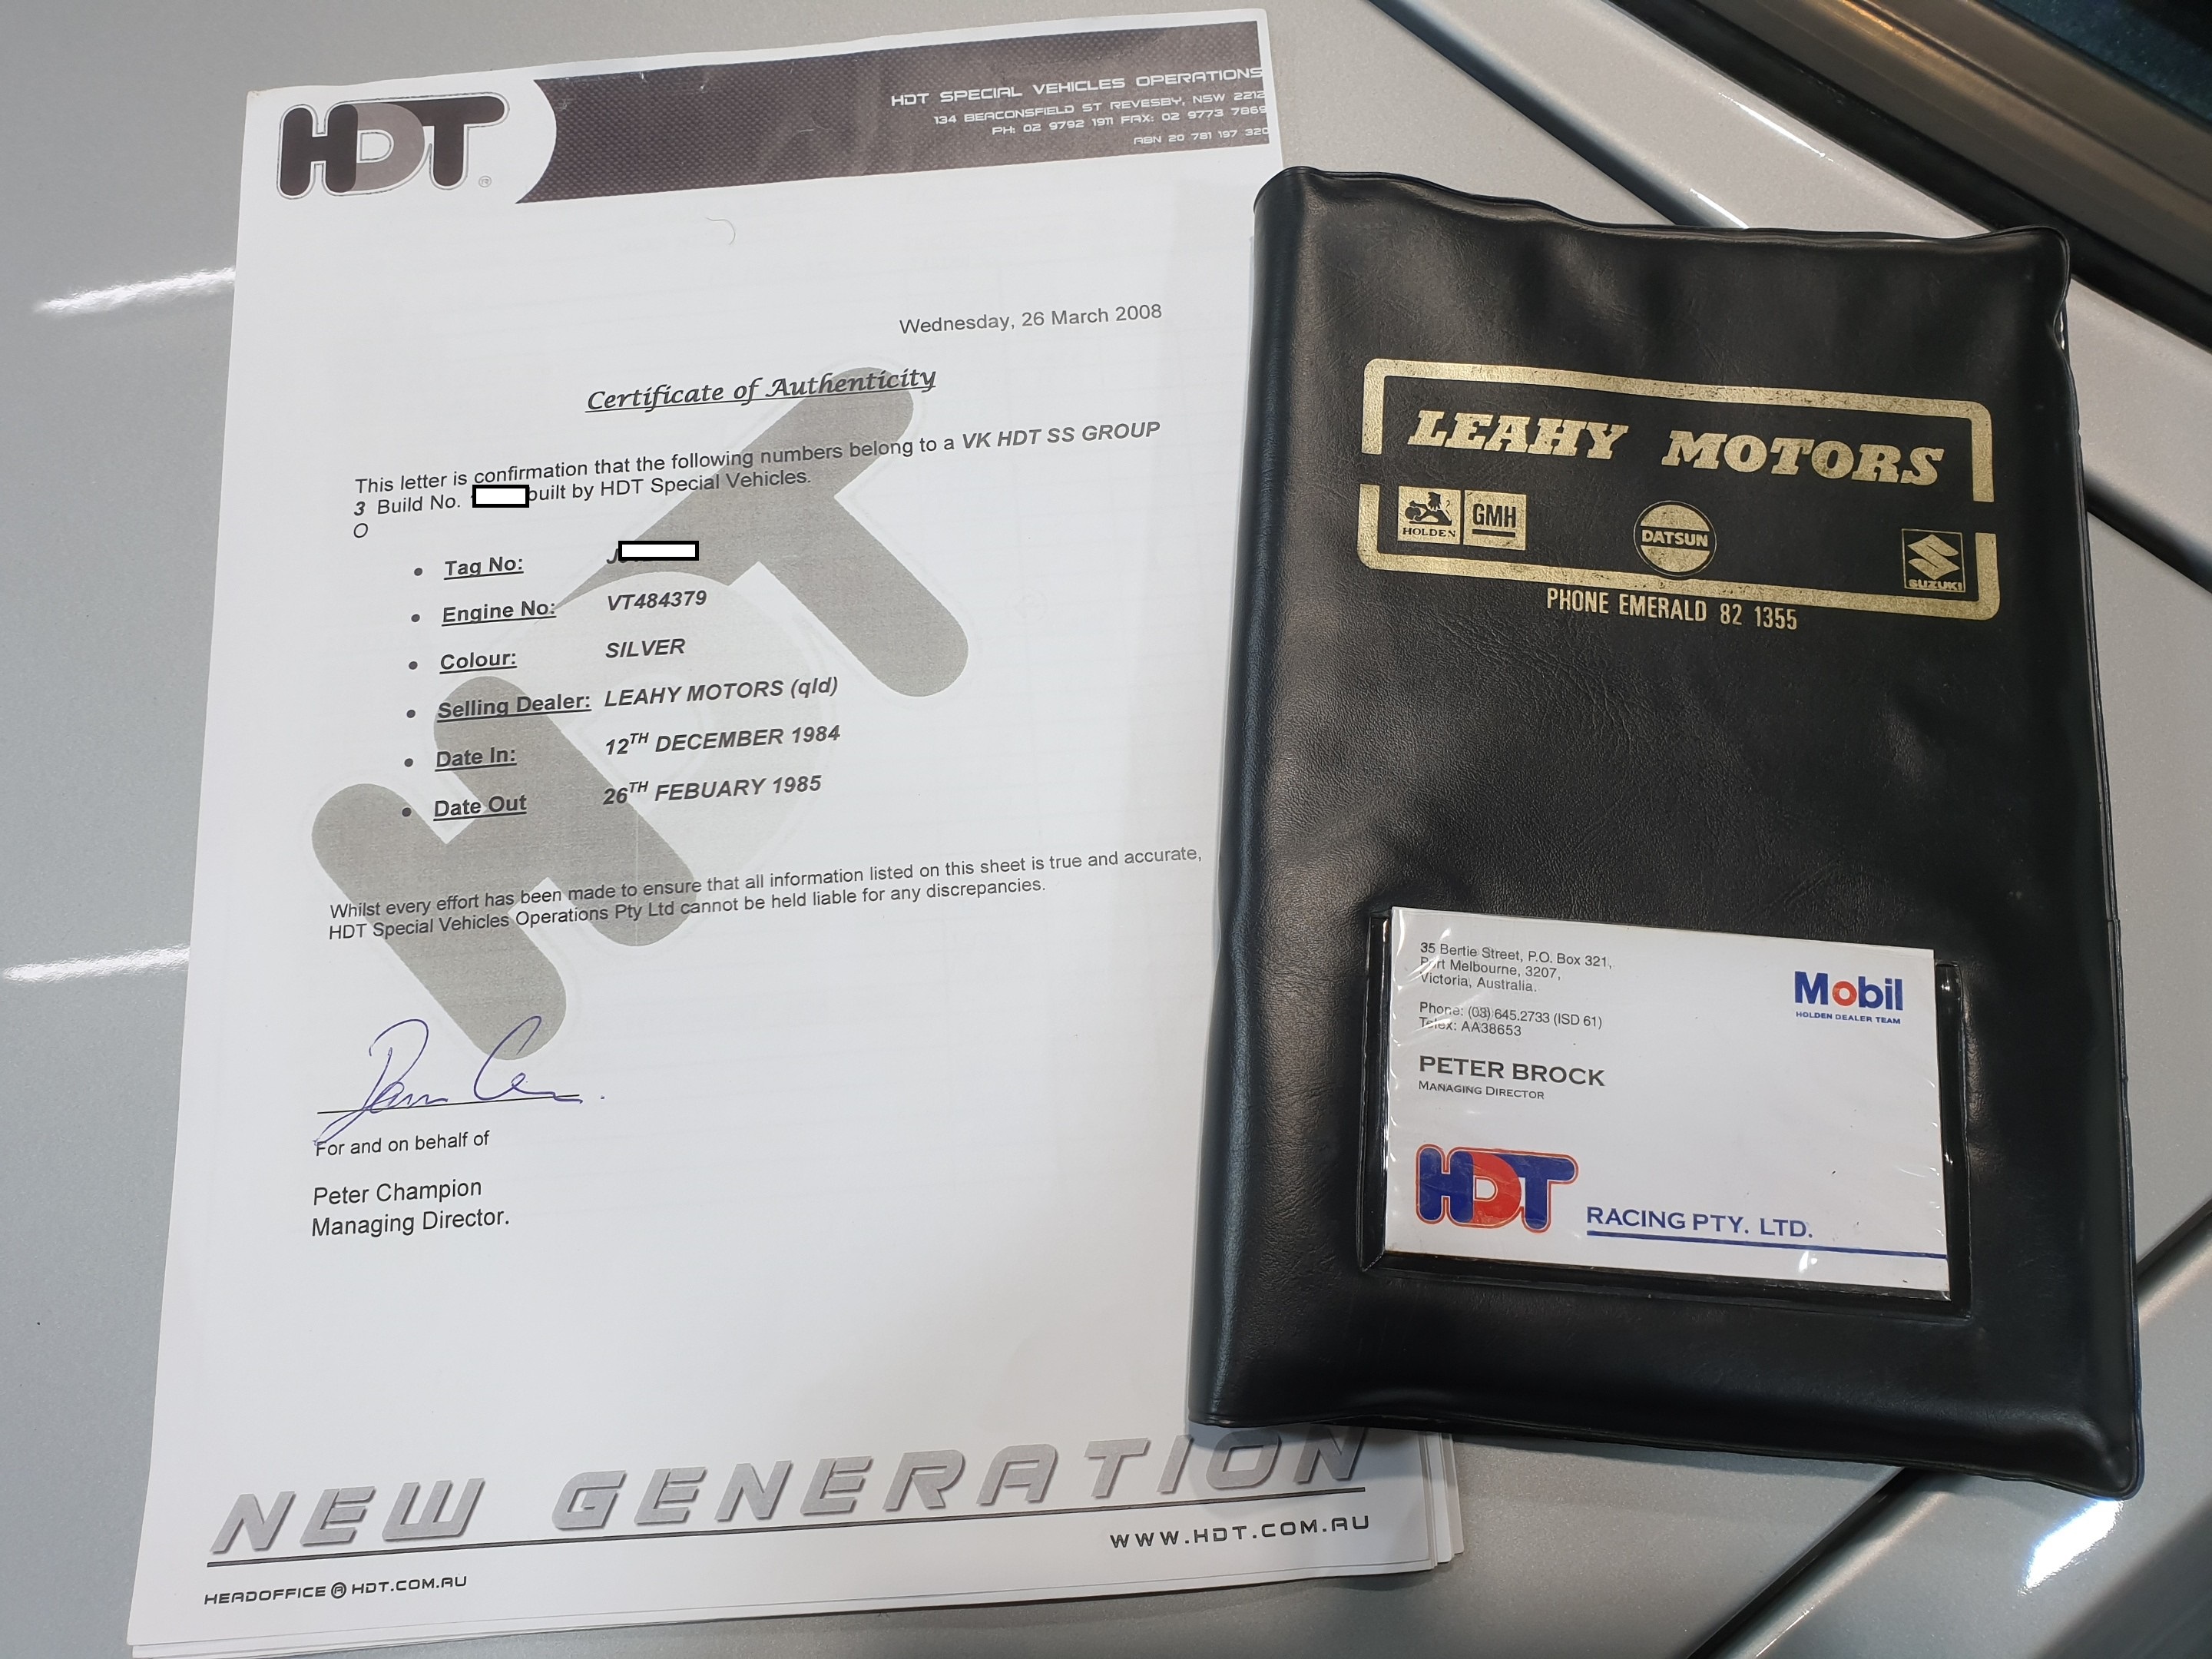 HDT
HDT SPECIAL VEHICLES OPERATIONS
134 BEACONSFIELD ST REVESBY, NSW 2212
PH: 02 9792 1911 FAX: 02 9773 7869
ABN 20 781 197 320
Wednesday, 26 March 2008
Certificate of Authenticity
This letter is confirmation that the following numbers belong to a VK HDT SS GROUP
3 Build No. built by HDT Special Vehicles.
O
• Tag No: J
• Engine No: VT484379
• Colour: SILVER
• Selling Dealer: LEAHY MOTORS (qld)
• Date In: 12TH DECEMBER 1984
• Date Out 26TH FEBUARY 1985
HDT
Whilst every effort has been made to ensure that all information listed on this sheet is true and accurate,
HDT Special Vehicles Operations Pty Ltd cannot be held liable for any discrepancies.
For and on behalf of
Peter Champion
Managing Director.
NEW GENERATION
WWW.HDT.COM.AU
HEADOFFICE@HDT.COM.AU
LEAHY MOTORS
HOLDEN
GMH
DATSUN
SUZUKI
PHONE EMERALD 82 1355
35 Bertie Street, P.O. Box 321,
Port Melbourne, 3207,
Victoria, Australia.
Phone: (03) 645.2733 (ISD 61)
Telex: AA38653
Mobil
HOLDEN DEALER TEAM
PETER BROCK
MANAGING DIRECTOR
HDT RACING PTY. LTD.